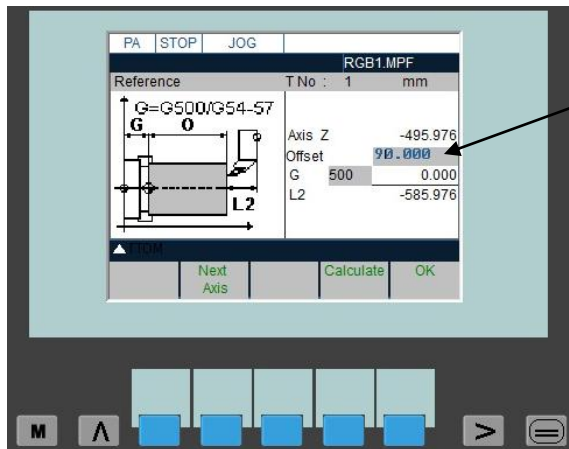 PA STOP JOG
RGB1.MPF
Reference T No : 1 mm
G=G500/G54-57
G O
Axis Z -495.976
Offset 90.000
G 500 0.000
L2 -585.976
L2
TTOM
Next Axis Calculate OK
M Λ >